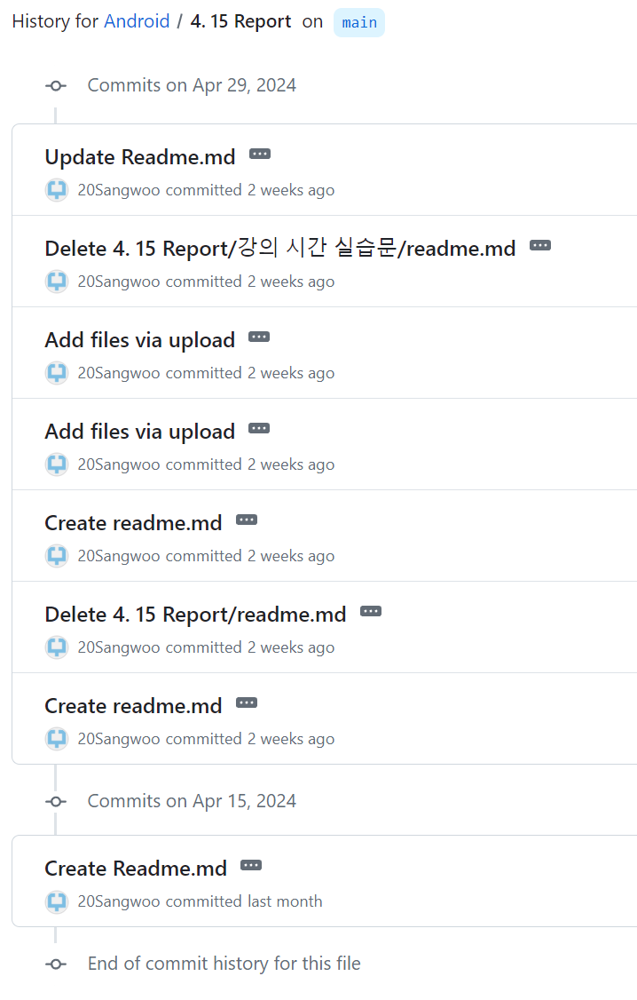 History for Android / 4. 15 Report on main
Commits on Apr 29, 2024
Update Readme.md
20Sangwoo committed 2 weeks ago
Delete 4. 15 Report/강의 시간 실습문/readme.md
20Sangwoo committed 2 weeks ago
Add files via upload
20Sangwoo committed 2 weeks ago
Add files via upload
20Sangwoo committed 2 weeks ago
Create readme.md
20Sangwoo committed 2 weeks ago
Delete 4. 15 Report/readme.md
20Sangwoo committed 2 weeks ago
Create readme.md
20Sangwoo committed 2 weeks ago
Commits on Apr 15, 2024
Create Readme.md
20Sangwoo committed last month
End of commit history for this file